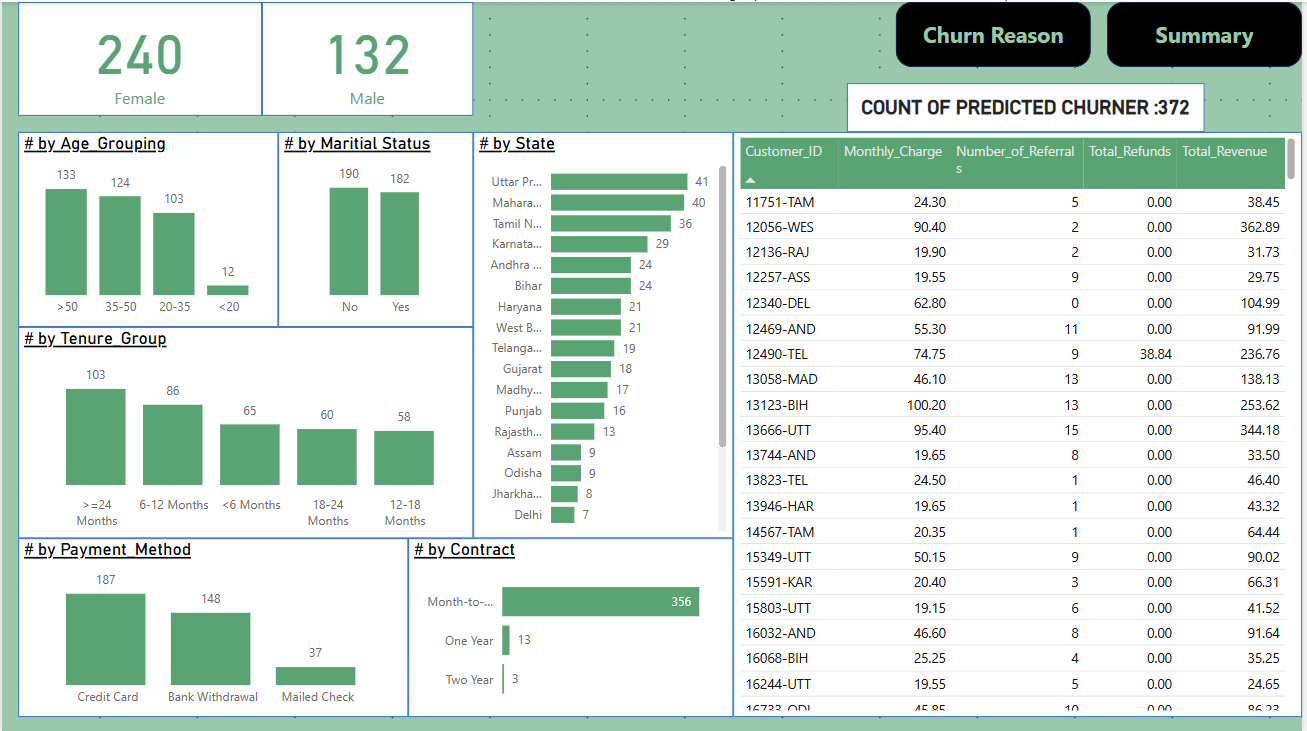 240
Female
132
Male
Churn Reason
Summary
COUNT OF PREDICTED CHURNER :372
# by Age_Grouping
133
124
103
12
>50
35-50
20-35
<20
# by Maritial Status
190
182
No
Yes
# by Tenure_Group
103
86
65
60
58
>=24 Months
6-12 Months
<6 Months
18-24 Months
12-18 Months
# by Payment_Method
187
148
37
Credit Card
Bank Withdrawal
Mailed Check
# by State
Uttar Pr... 41
Mahara... 40
Tamil N... 36
Karnata... 29
Andhra ... 24
Bihar 24
Haryana 21
West B... 21
Telanga... 19
Gujarat 18
Madhy... 17
Punjab 16
Rajasth... 13
Assam 9
Odisha 9
Jharkha... 8
Delhi 7
# by Contract
Month-to-... 356
One Year 13
Two Year 3
Customer_ID Monthly_Charge Number_of_Referrals Total_Refunds Total_Revenue
11751-TAM 24.30 5 0.00 38.45
12056-WES 90.40 2 0.00 362.89
12136-RAJ 19.90 2 0.00 31.73
12257-ASS 19.55 9 0.00 29.75
12340-DEL 62.80 0 0.00 104.99
12469-AND 55.30 11 0.00 91.99
12490-TEL 74.75 9 38.84 236.76
13058-MAD 46.10 13 0.00 138.13
13123-BIH 100.20 13 0.00 253.62
13666-UTT 95.40 15 0.00 344.18
13744-AND 19.65 8 0.00 33.50
13823-TEL 24.50 1 0.00 46.40
13946-HAR 19.65 1 0.00 43.32
14567-TAM 20.35 1 0.00 64.44
15349-UTT 50.15 9 0.00 90.02
15591-KAR 20.40 3 0.00 66.31
15803-UTT 19.15 6 0.00 41.52
16032-AND 46.60 8 0.00 91.64
16068-BIH 25.25 4 0.00 35.25
16244-UTT 19.55 5 0.00 24.65
16733-ODI 45.85 10 0.00 86.23